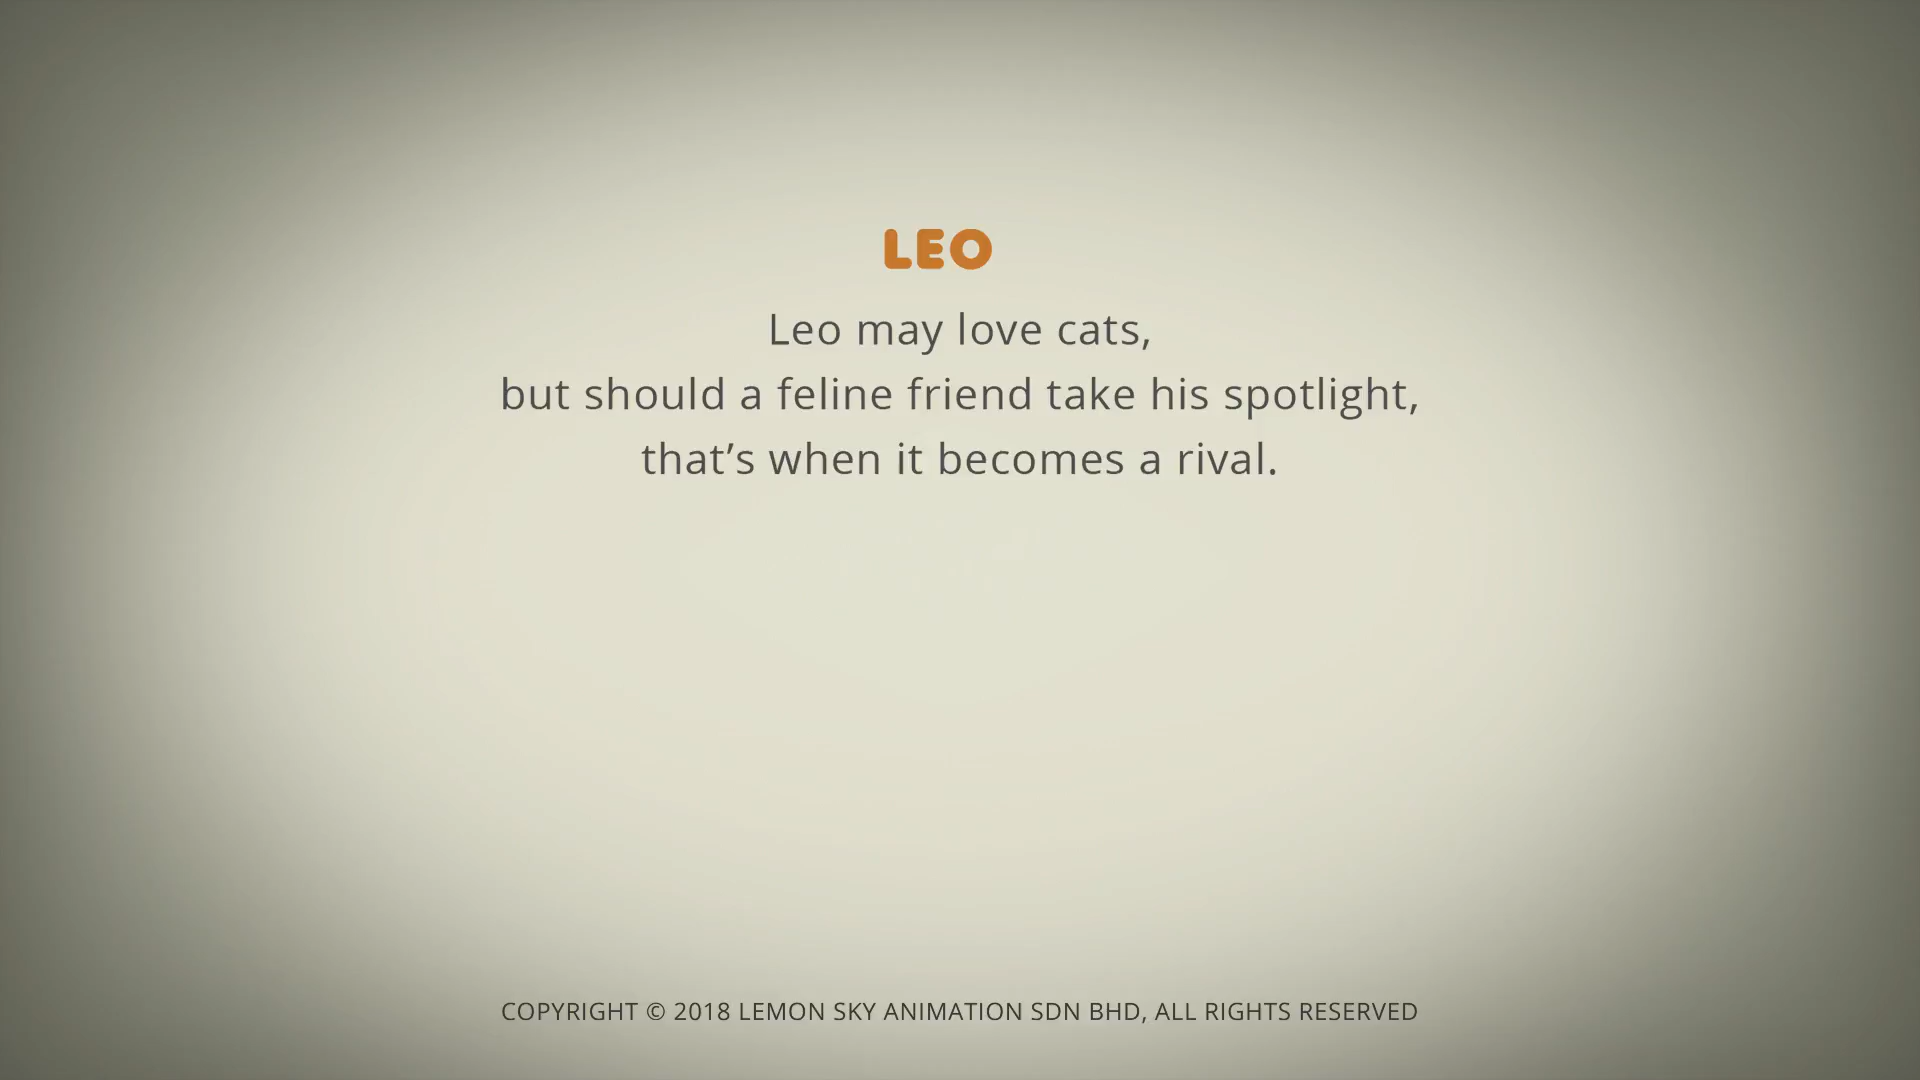 LEO
Leo may love cats,
but should a feline friend take his spotlight,
that’s when it becomes a rival.
COPYRIGHT © 2018 LEMON SKY ANIMATION SDN BHD, ALL RIGHTS RESERVED